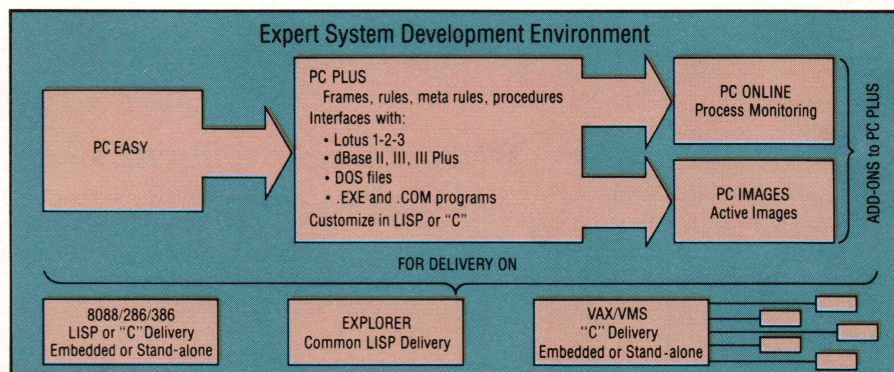 Expert System Development Environment
PC EASY
PC PLUS
Frames, rules, meta rules, procedures
Interfaces with:
• Lotus 1-2-3
• dBase II, III, III Plus
• DOS files
• .EXE and .COM programs
Customize in LISP or "C"
PC ONLINE
Process Monitoring
PC IMAGES
Active Images
ADD-ONS to PC PLUS
FOR DELIVERY ON
8088/286/386
LISP or "C" Delivery
Embedded or Stand-alone
EXPLORER
Common LISP Delivery
VAX/VMS
"C" Delivery
Embedded or Stand-alone